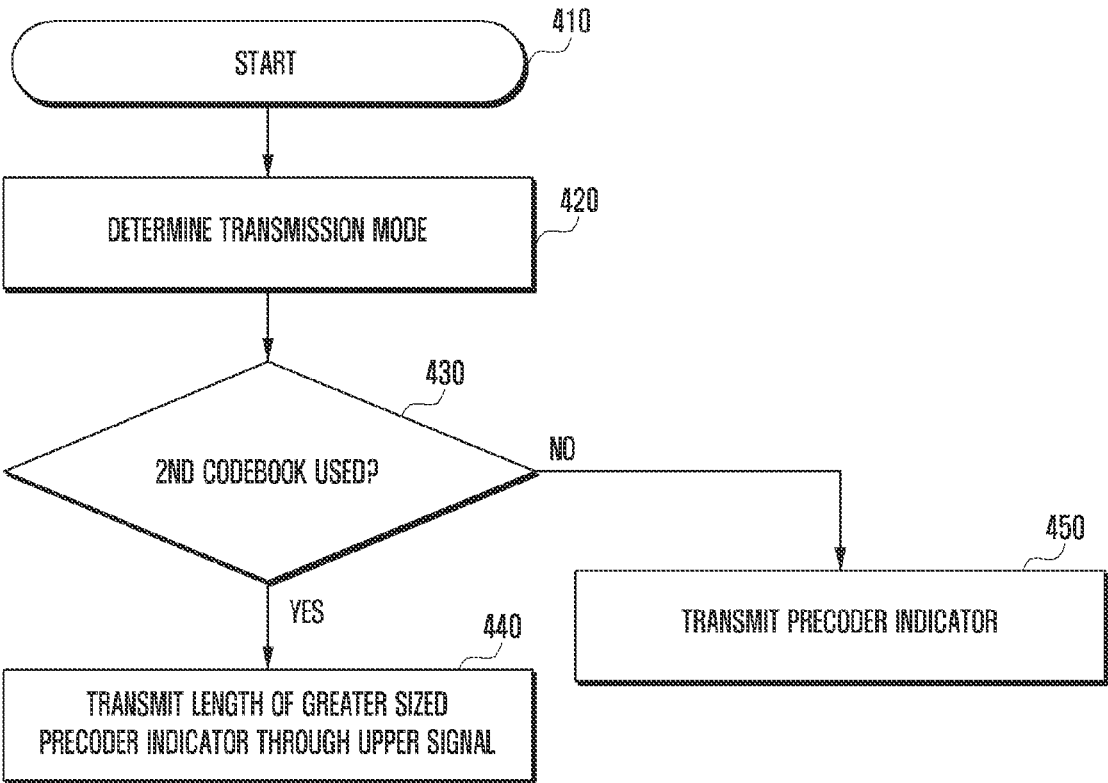 410
START
420
DETERMINE TRANSMISSION MODE
430
2ND CODEBOOK USED?
NO
YES
450
TRANSMIT PRECODER INDICATOR
440
TRANSMIT LENGTH OF GREATER SIZED
PRECODER INDICATOR THROUGH UPPER SIGNAL